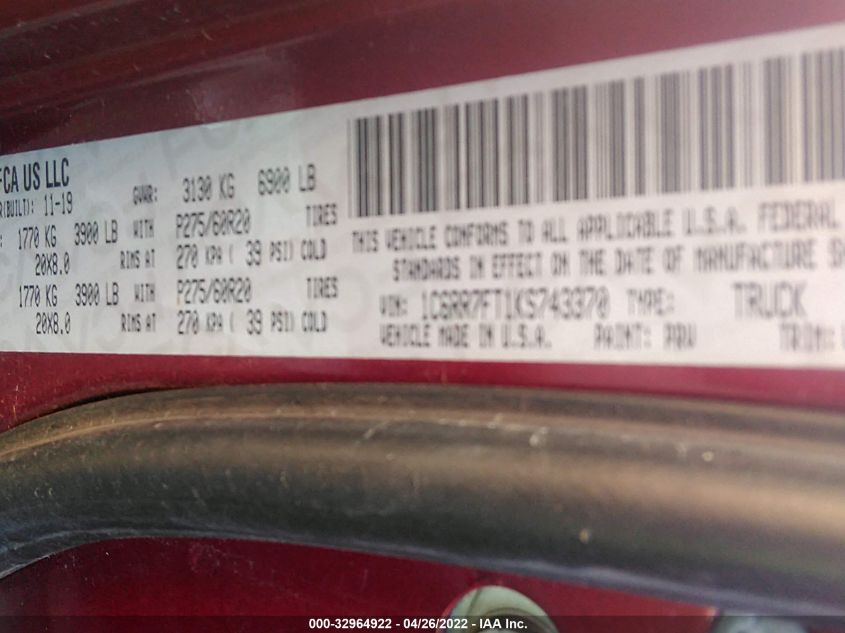 FCA US LLC
R(BUILT): 11-19
GVWR: 3130 KG 6900 LB
1770 KG 3900 LB WITH P275/60R20 TIRES
20X8.0 RIMS AT 270 KPA ( 39 PSI) COLD
1770 KG 3900 LB WITH P275/60R20 TIRES
20X8.0 RIMS AT 270 KPA ( 39 PSI) COLD
THIS VEHICLE CONFORMS TO ALL APPLICABLE U.S.A. FEDERAL
STANDARDS IN EFFECT ON THE DATE OF MANUFACTURE
VIN: 1C6RR7FT1KS743370 TYPE: TRUCK
VEHICLE MADE IN U.S.A. PAINT: PRV TRIM:
000-32964922 - 04/26/2022 - IAA Inc.